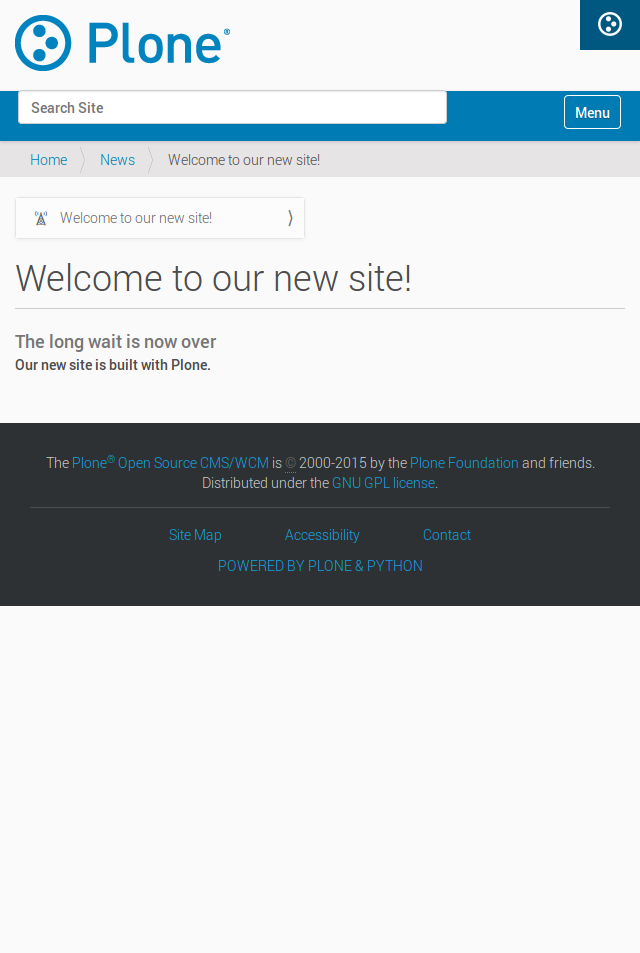 Plone®
Search Site
Menu
Home News Welcome to our new site!
Welcome to our new site!
Welcome to our new site!
The long wait is now over
Our new site is built with Plone.
The Plone® Open Source CMS/WCM is © 2000-2015 by the Plone Foundation and friends.
Distributed under the GNU GPL license.
Site Map Accessibility Contact
POWERED BY PLONE & PYTHON